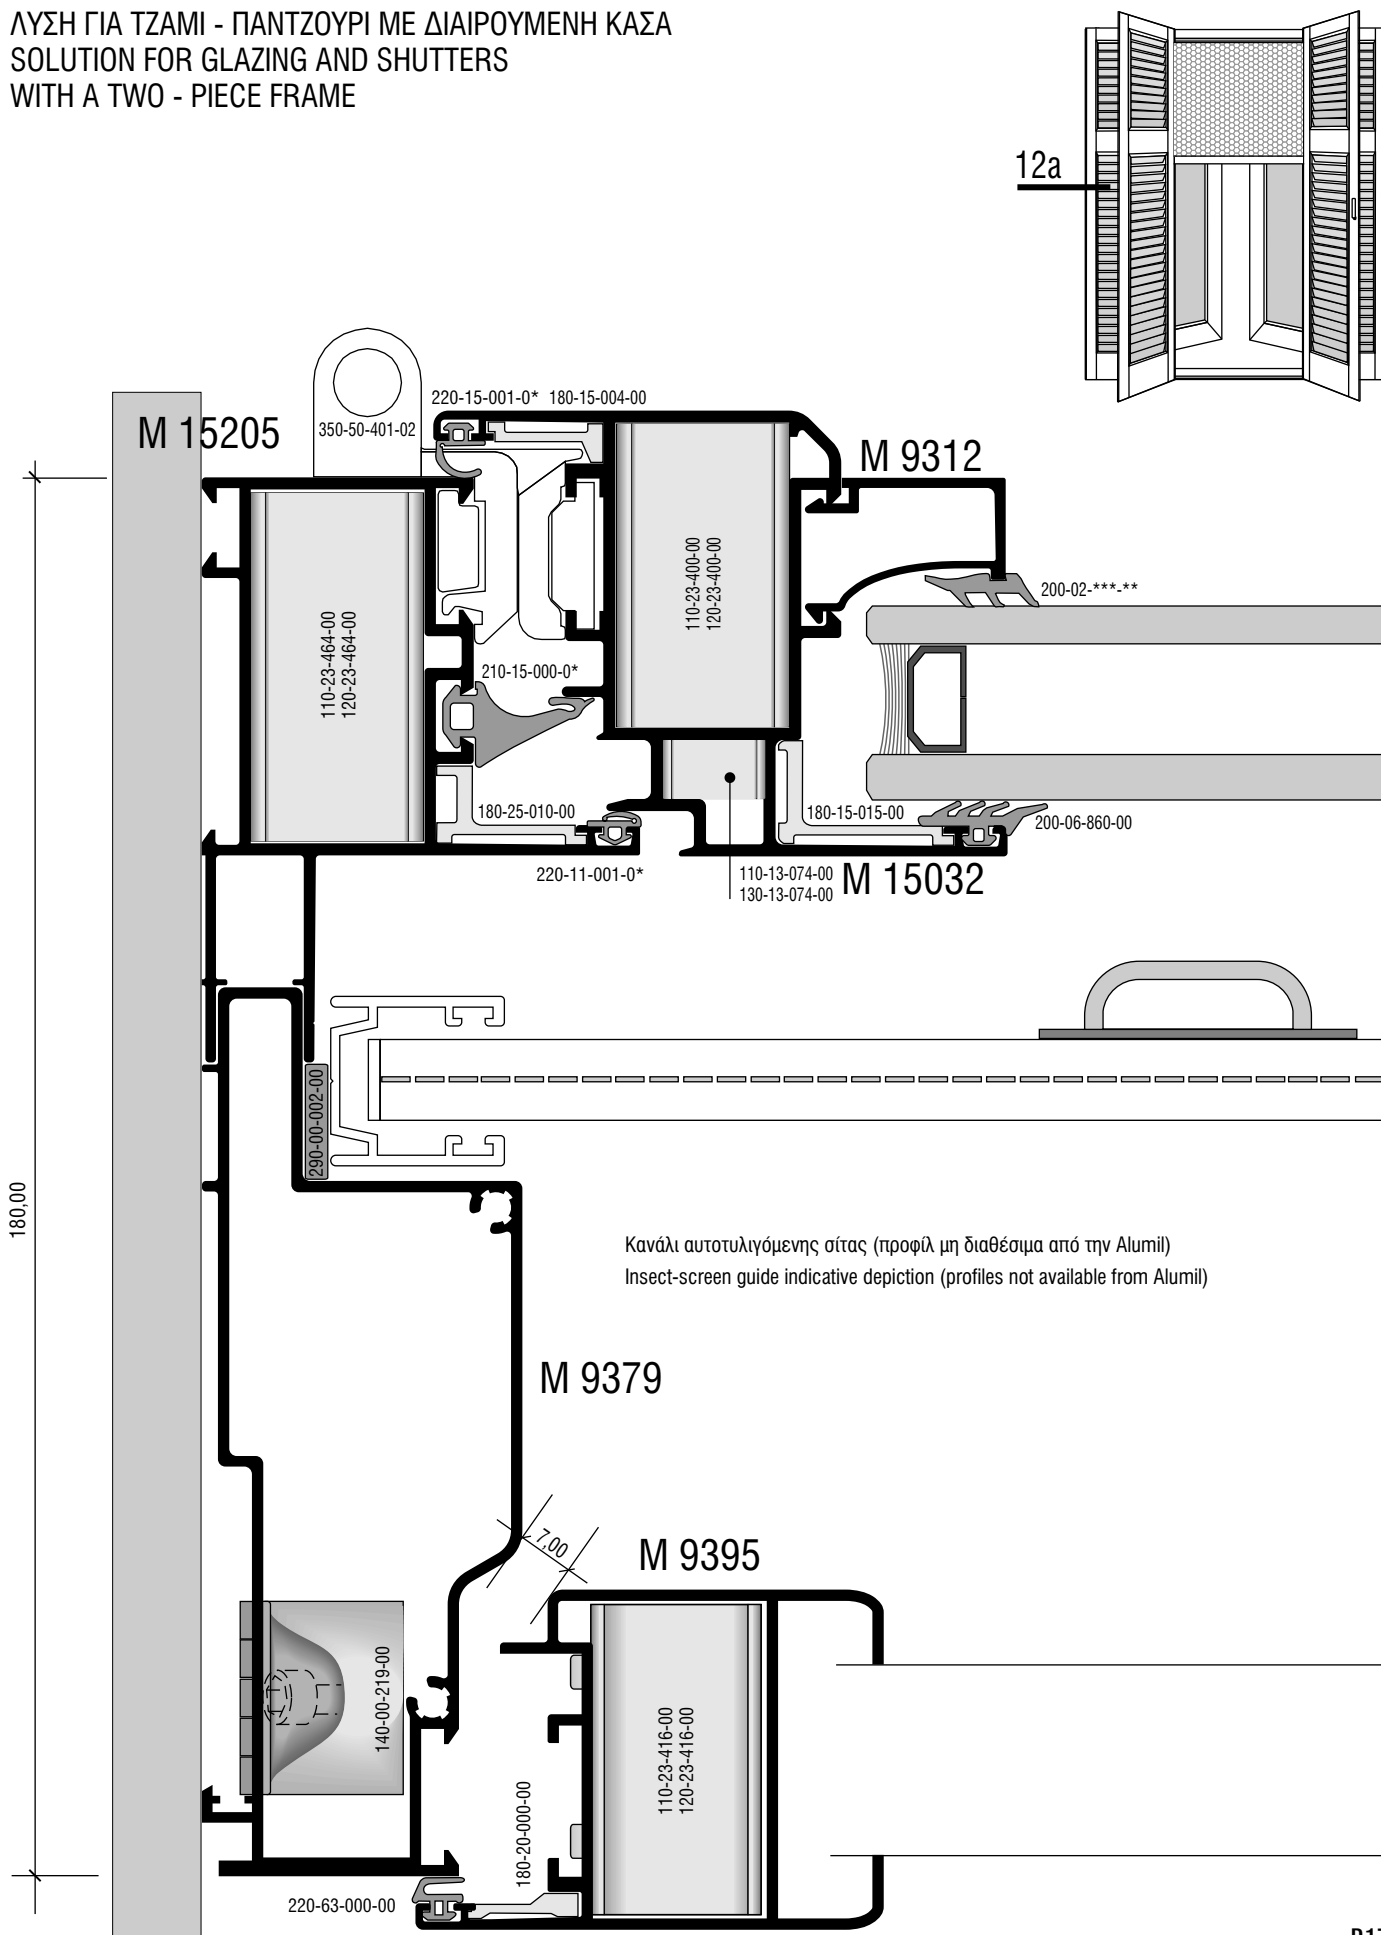 ΛΥΣΗ ΓΙΑ ΤΖΑΜΙ - ΠΑΝΤΖΟΥΡΙ ΜΕ ΔΙΑΙΡΟΥΜΕΝΗ ΚΑΣΑ
SOLUTION FOR GLAZING AND SHUTTERS
WITH A TWO - PIECE FRAME
12a
220-15-001-0* 180-15-004-00
M 15205
350-50-401-02
M 9312
200-02-***-**
110-23-400-00
120-23-400-00
110-23-464-00
120-23-464-00
210-15-000-0*
180-25-010-00
180-15-015-00
200-06-860-00
220-11-001-0*
110-13-074-00
130-13-074-00
M 15032
290-00-002-00
180,00
Κανάλι αυτοτυλιγόμενης σίτας (προφίλ μη διαθέσιμα από την Alumil)
Insect-screen guide indicative depiction (profiles not available from Alumil)
M 9379
7,00
M 9395
140-00-219-00
110-23-416-00
120-23-416-00
180-20-000-00
220-63-000-00